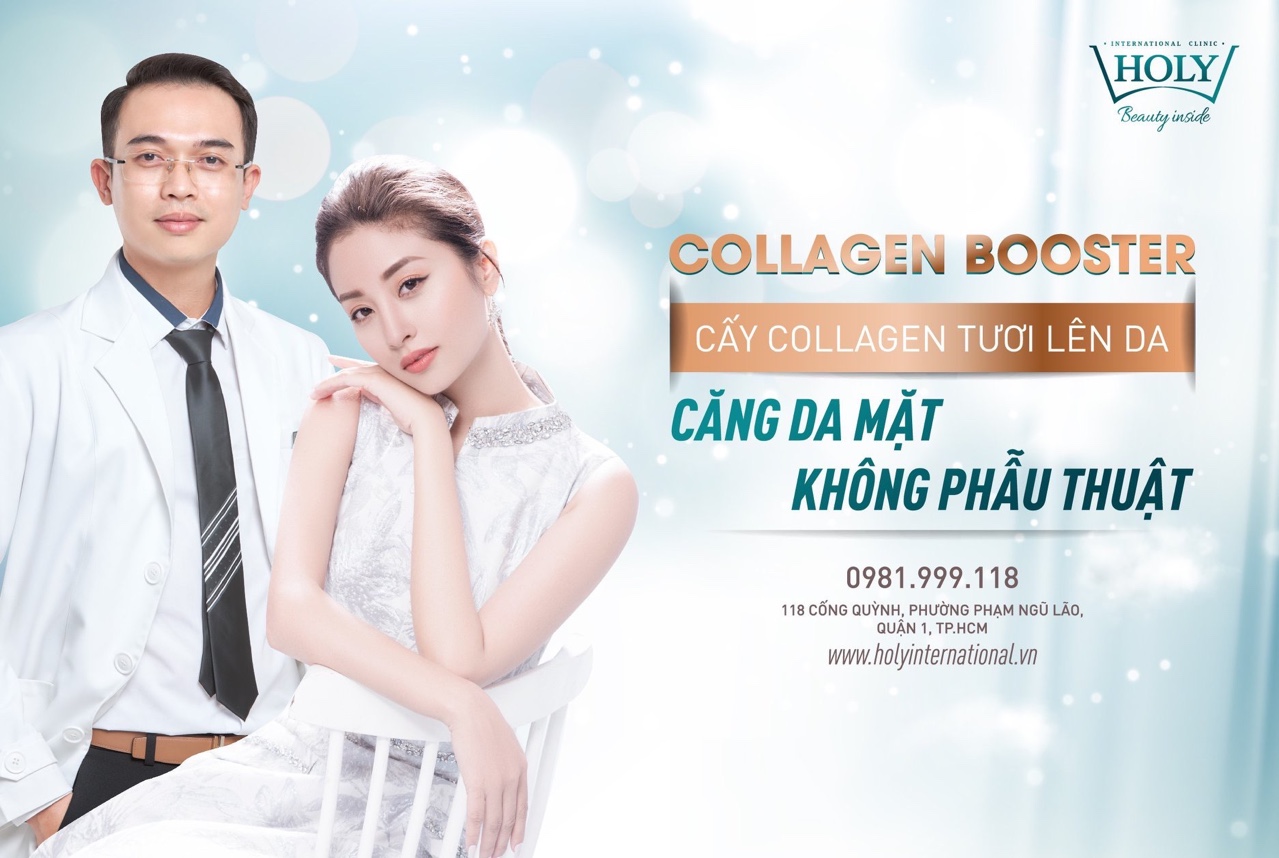 • INTERNATIONAL CLINIC •
HOLY
Beauty inside
COLLAGEN BOOSTER
CẤY COLLAGEN TƯƠI LÊN DA
CĂNG DA MẶT
KHÔNG PHẪU THUẬT
0981.999.118
118 CỐNG QUỲNH, PHƯỜNG PHẠM NGŨ LÃO,
QUẬN 1, TP.HCM
www.holyinternational.vn